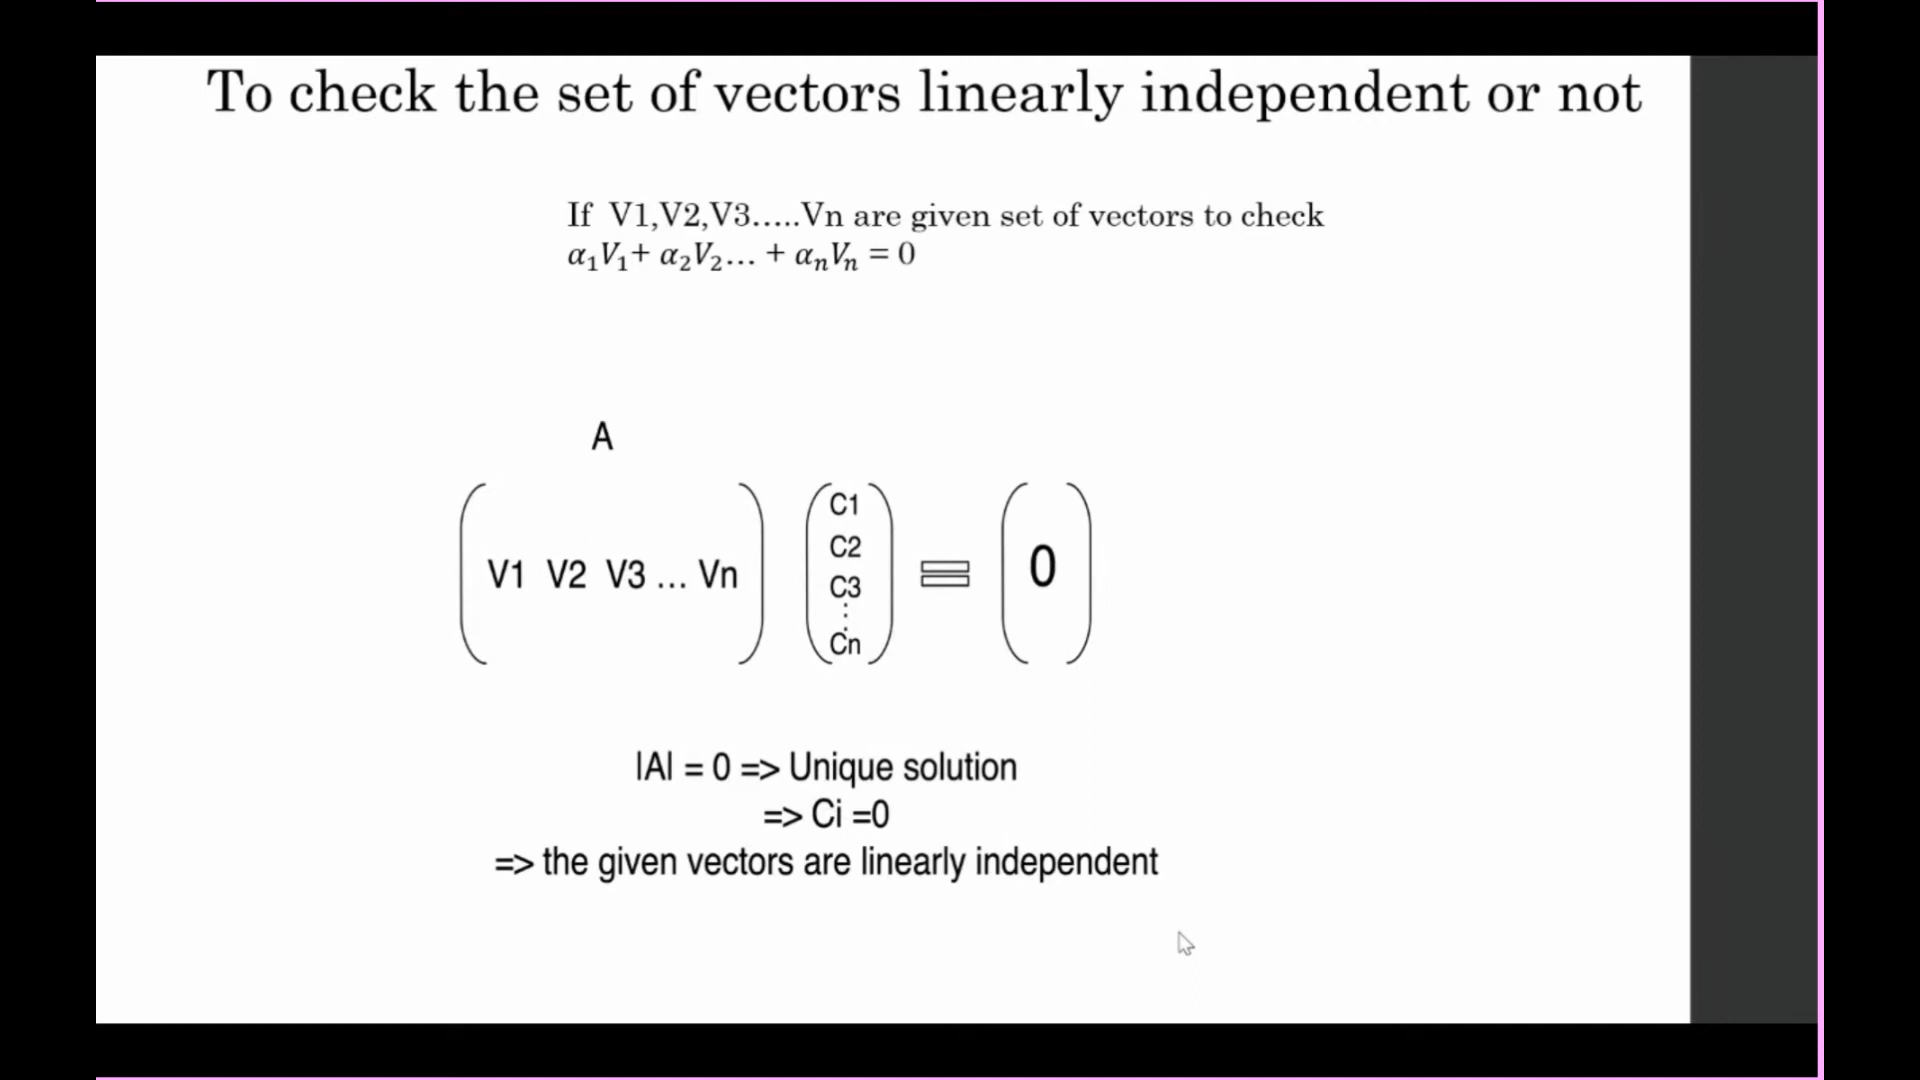 To check the set of vectors linearly independent or not
If V1,V2,V3.....Vn are given set of vectors to check
α₁V₁+ α₂V₂... + αₙVₙ = 0
A
V1 V2 V3 ... Vn
C1
C2
C3
⋮
Cn
=
0
|A| = 0 => Unique solution
=> Ci =0
=> the given vectors are linearly independent